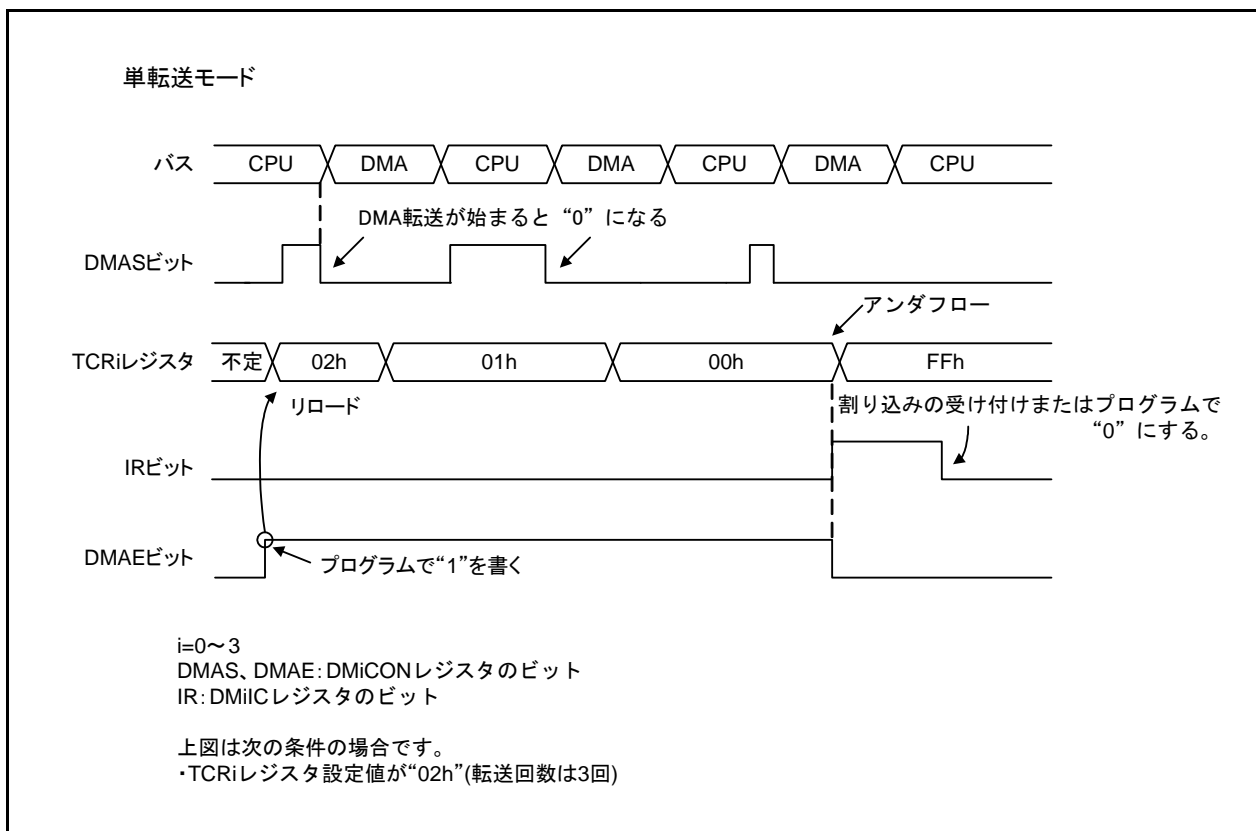 単転送モード
バス CPU DMA CPU DMA CPU DMA CPU
DMA転送が始まると“0”になる
DMASビット
アンダフロー
TCRiレジスタ 不定 02h 01h 00h FFh
リロード
割り込みの受け付けまたはプログラムで
“0”にする。
IRビット
DMAEビット
プログラムで“1”を書く
i=0～3
DMAS、DMAE:DMiCONレジスタのビット
IR:DMiICレジスタのビット
上図は次の条件の場合です。
・TCRiレジスタ設定値が“02h”(転送回数は3回)